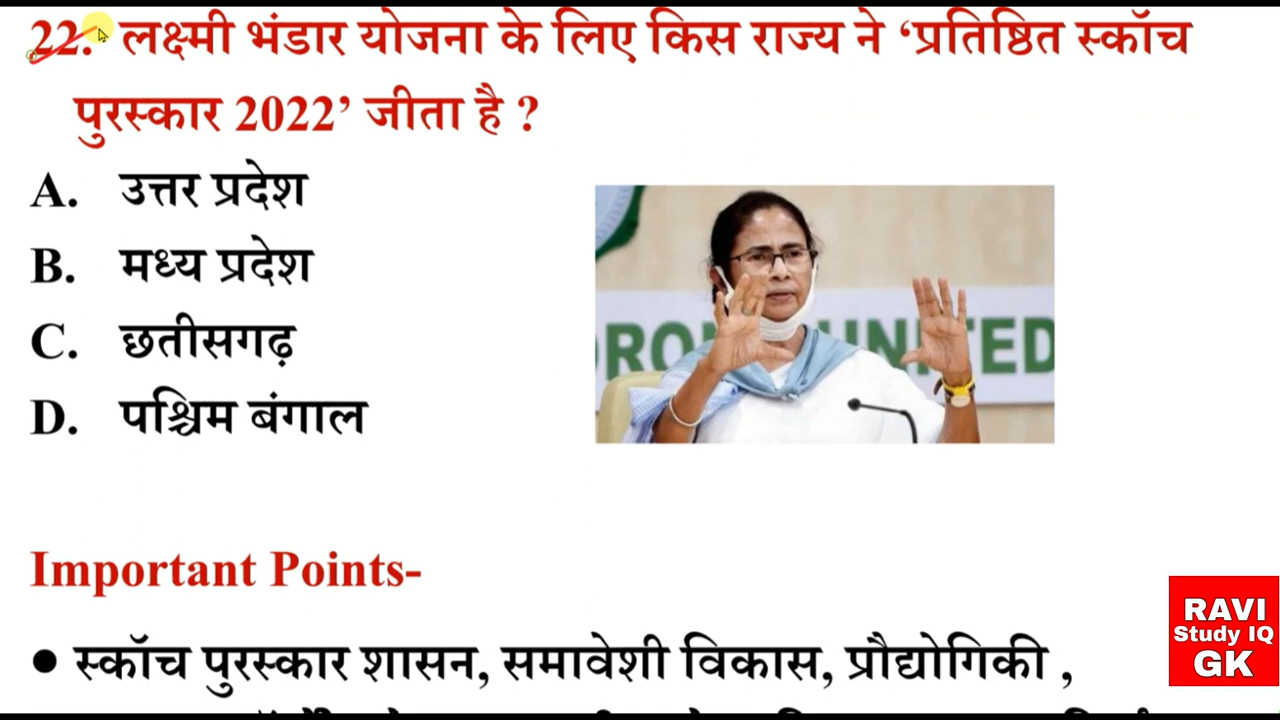 22. लक्ष्मी भंडार योजना के लिए किस राज्य ने ‘प्रतिष्ठित स्कॉच
पुरस्कार 2022’ जीता है ?
A. उत्तर प्रदेश
B. मध्य प्रदेश
C. छतीसगढ़
D. पश्चिम बंगाल
UNITED
Important Points-
● स्कॉच पुरस्कार शासन, समावेशी विकास, प्रौद्योगिकी ,
RAVI
Study IQ
GK